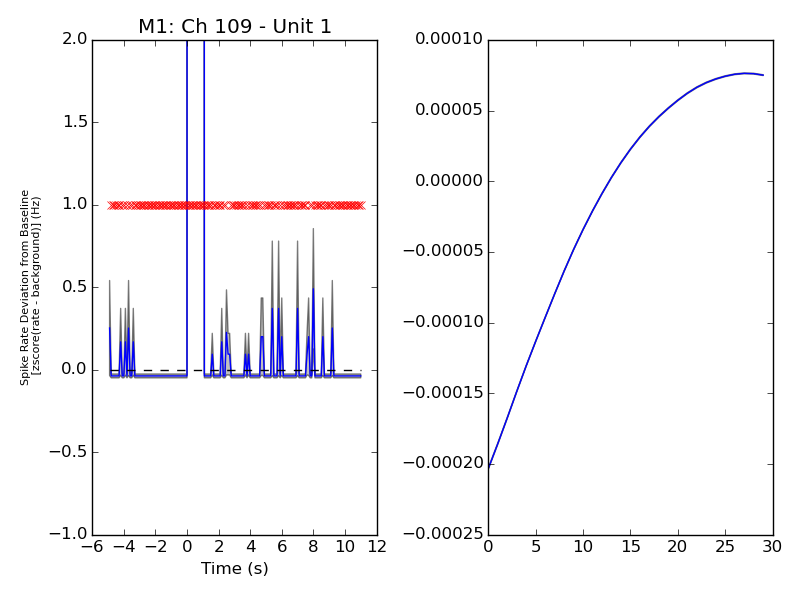 M1: Ch 109 - Unit 1
Spike Rate Deviation from Baseline
[zscore(rate - background)] (Hz)
2.0
1.5
1.0
0.5
0.0
−0.5
−1.0
−6 −4 −2 0 2 4 6 8 10 12
Time (s)
0.00010
0.00005
0.00000
−0.00005
−0.00010
−0.00015
−0.00020
−0.00025
0 5 10 15 20 25 30